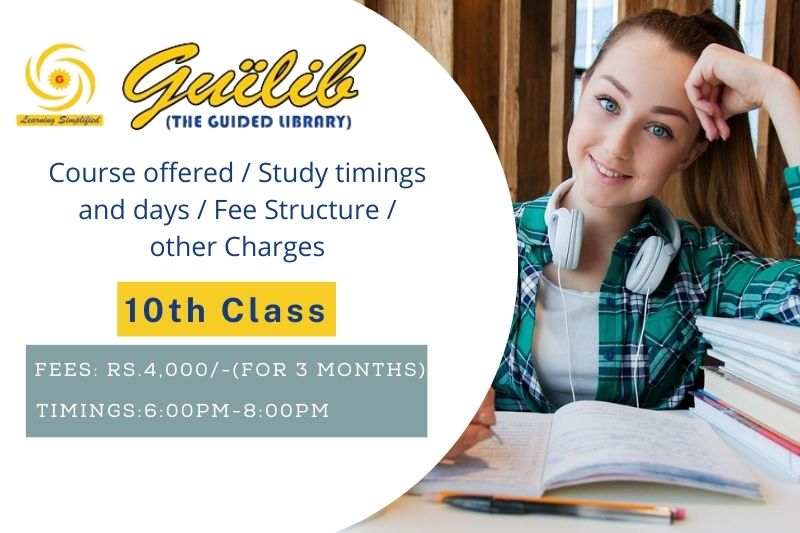 G
Learning Simplified
Guïlib
(THE GUIDED LIBRARY)
Course offered / Study timings
and days / Fee Structure /
other Charges
10th Class
FEES: RS.4,000/-(FOR 3 MONTHS)
TIMINGS:6:00PM-8:00PM